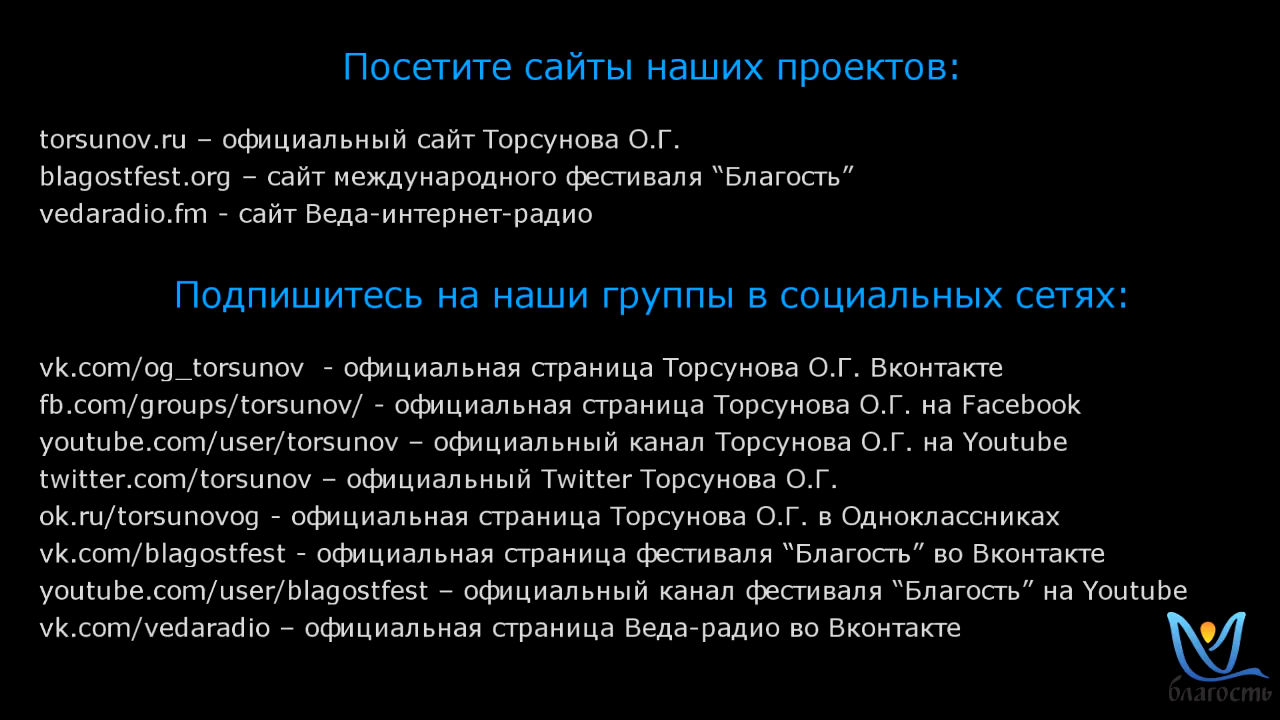 Посетите сайты наших проектов:
torsunov.ru – официальный сайт Торсунова О.Г.
blagostfest.org – сайт международного фестиваля “Благость”
vedaradio.fm - сайт Веда-интернет-радио
Подпишитесь на наши группы в социальных сетях:
vk.com/og_torsunov  - официальная страница Торсунова О.Г. Вконтакте
fb.com/groups/torsunov/ - официальная страница Торсунова О.Г. на Facebook
youtube.com/user/torsunov – официальный канал Торсунова О.Г. на Youtube
twitter.com/torsunov – официальный Twitter Торсунова О.Г.
ok.ru/torsunovog - официальная страница Торсунова О.Г. в Одноклассниках
vk.com/blagostfest - официальная страница фестиваля “Благость” во Вконтакте
youtube.com/user/blagostfest – официальный канал фестиваля “Благость” на Youtube
vk.com/vedaradio – официальная страница Веда-радио во Вконтакте
благость